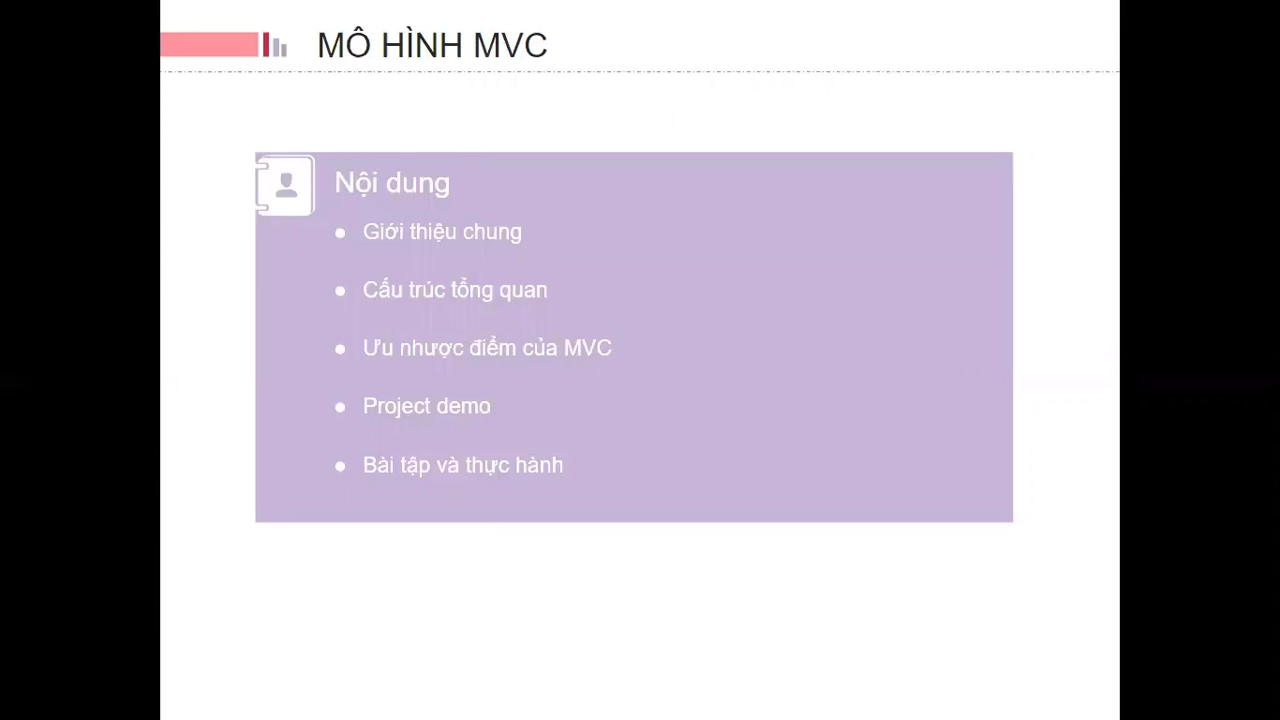 MÔ HÌNH MVC
Nội dung
● Giới thiệu chung
● Cấu trúc tổng quan
● Ưu nhược điểm của MVC
● Project demo
● Bài tập và thực hành